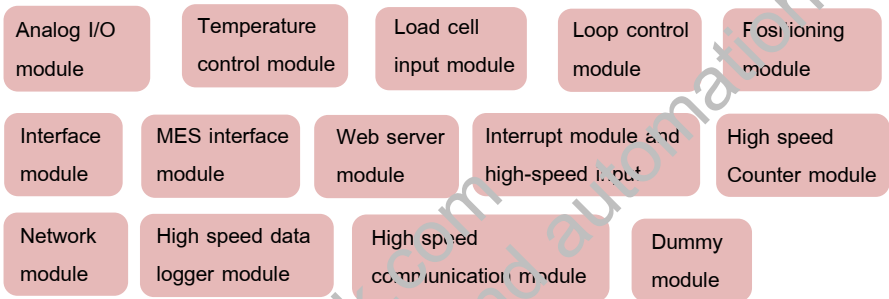 Analog I/O
module
Temperature
control module
Load cell
input module
Loop control
module
Positioning
module
Interface
module
MES interface
module
Web server
module
Interrupt module and
high-speed input
High speed
Counter module
Network
module
High speed data
logger module
High speed
communication module
Dummy
module